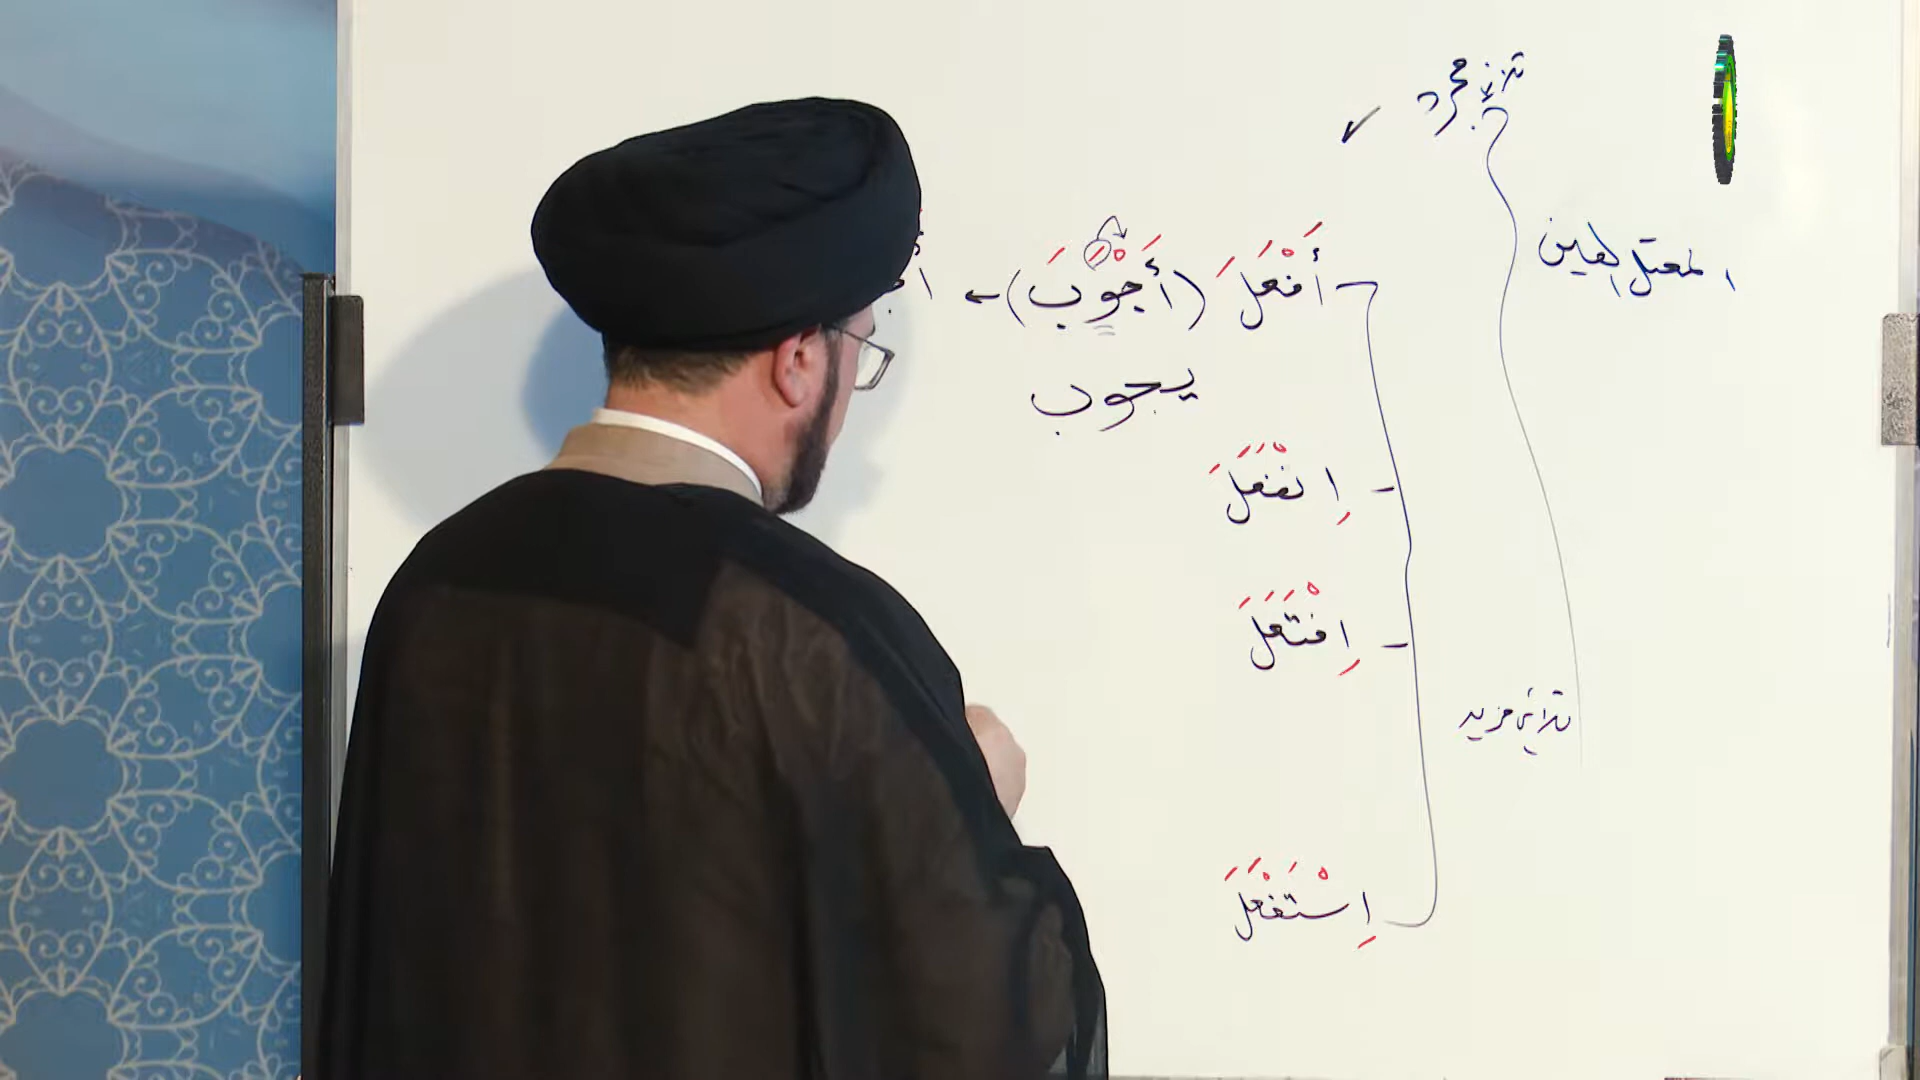 ثلاثي مجرد ✓
المعتل العين
أَفْعَلَ (أَجْوَبَ) ←
يجوب
اِنْفَعَلَ
اِفْتَعَلَ
ثلاثي مزيد
اِسْتَفْعَلَ